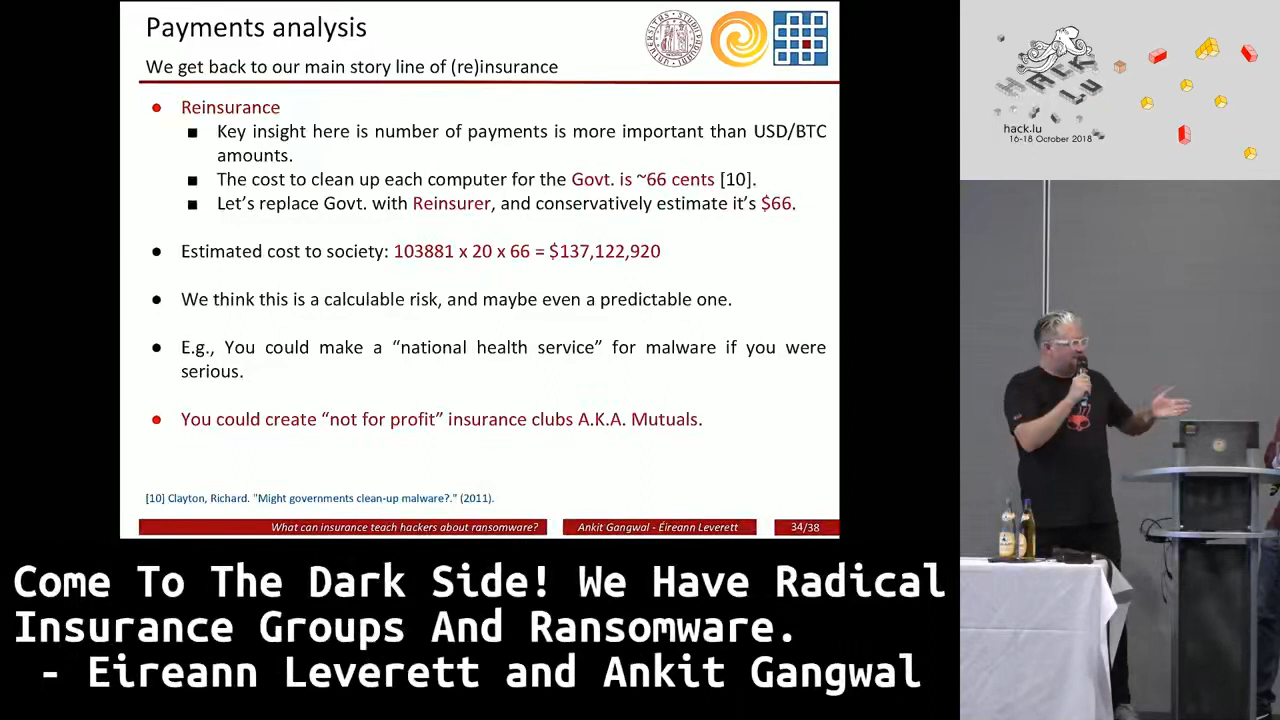 Payments analysis
We get back to our main story line of (re)insurance
• Reinsurance
■ Key insight here is number of payments is more important than USD/BTC
amounts.
■ The cost to clean up each computer for the Govt. is ~66 cents [10].
■ Let’s replace Govt. with Reinsurer, and conservatively estimate it’s $66.
• Estimated cost to society: 103881 x 20 x 66 = $137,122,920
• We think this is a calculable risk, and maybe even a predictable one.
• E.g., You could make a “national health service” for malware if you were
serious.
• You could create “not for profit” insurance clubs A.K.A. Mutuals.
[10] Clayton, Richard. "Might governments clean-up malware?." (2011).
What can insurance teach hackers about ransomware?
Ankit Gangwal - Éireann Leverett
34/38
HACK
LU
hack.lu
16-18 October 2018
Come To The Dark Side! We Have Radical
Insurance Groups And Ransomware.
- Eireann Leverett and Ankit Gangwal